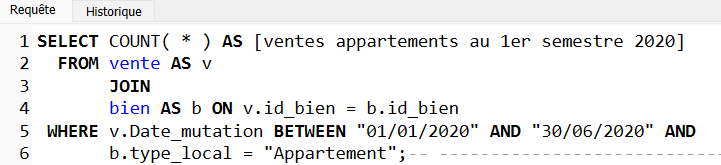 Requête Historique
1 SELECT COUNT( * ) AS [ventes appartements au 1er semestre 2020]
2 FROM vente AS v
3 JOIN
4 bien AS b ON v.id_bien = b.id_bien
5 WHERE v.Date_mutation BETWEEN "01/01/2020" AND "30/06/2020" AND
6 b.type_local = "Appartement";-- --------------------------